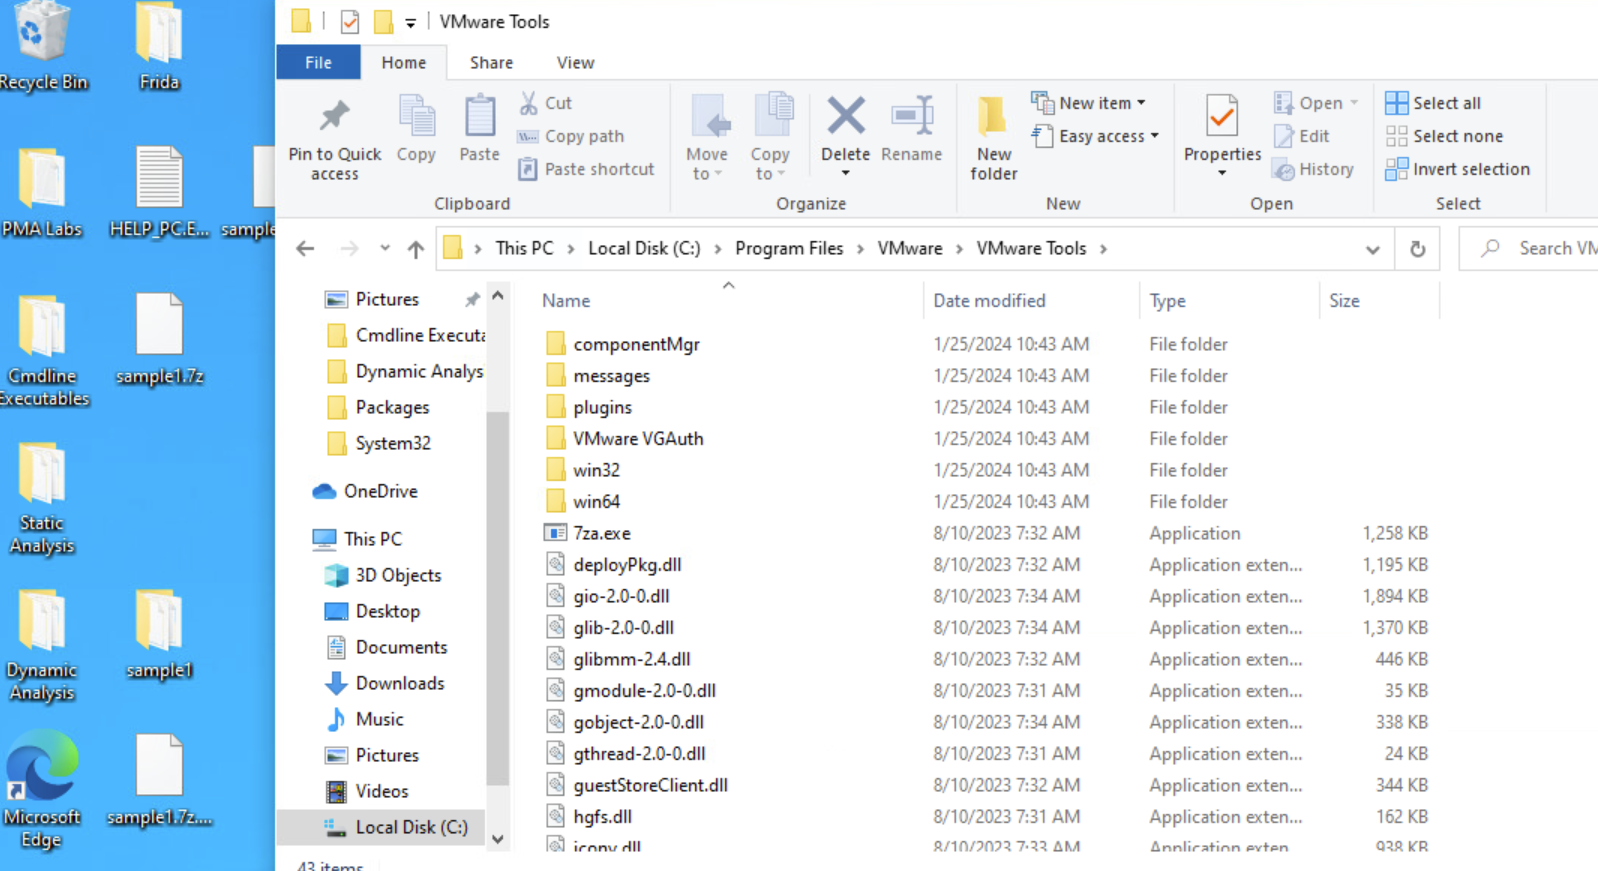 VMware Tools
File Home Share View
Pin to Quick access
Copy
Paste
Cut
Copy path
Paste shortcut
Clipboard
Move to
Copy to
Delete
Rename
Organize
New folder
New item
Easy access
New
Properties
Open
Edit
History
Open
Select all
Select none
Invert selection
Select
This PC > Local Disk (C:) > Program Files > VMware > VMware Tools >
Search VM
Recycle Bin
Frida
PMA Labs
HELP_PC.E...
sample
Cmdline Executables
sample1.7z
Static Analysis
Dynamic Analysis
sample1
Microsoft Edge
sample1.7z....
Pictures
Cmdline Executa
Dynamic Analys
Packages
System32
OneDrive
This PC
3D Objects
Desktop
Documents
Downloads
Music
Pictures
Videos
Local Disk (C:)
Name Date modified Type Size
componentMgr 1/25/2024 10:43 AM File folder
messages 1/25/2024 10:43 AM File folder
plugins 1/25/2024 10:43 AM File folder
VMware VGAuth 1/25/2024 10:43 AM File folder
win32 1/25/2024 10:43 AM File folder
win64 1/25/2024 10:43 AM File folder
7za.exe 8/10/2023 7:32 AM Application 1,258 KB
deployPkg.dll 8/10/2023 7:32 AM Application exten... 1,195 KB
gio-2.0-0.dll 8/10/2023 7:34 AM Application exten... 1,894 KB
glib-2.0-0.dll 8/10/2023 7:34 AM Application exten... 1,370 KB
glibmm-2.4.dll 8/10/2023 7:32 AM Application exten... 446 KB
gmodule-2.0-0.dll 8/10/2023 7:31 AM Application exten... 35 KB
gobject-2.0-0.dll 8/10/2023 7:34 AM Application exten... 338 KB
gthread-2.0-0.dll 8/10/2023 7:31 AM Application exten... 24 KB
guestStoreClient.dll 8/10/2023 7:32 AM Application exten... 344 KB
hgfs.dll 8/10/2023 7:31 AM Application exten... 162 KB
iconv.dll 8/10/2023 7:33 AM Application exten 938 KB
43 items